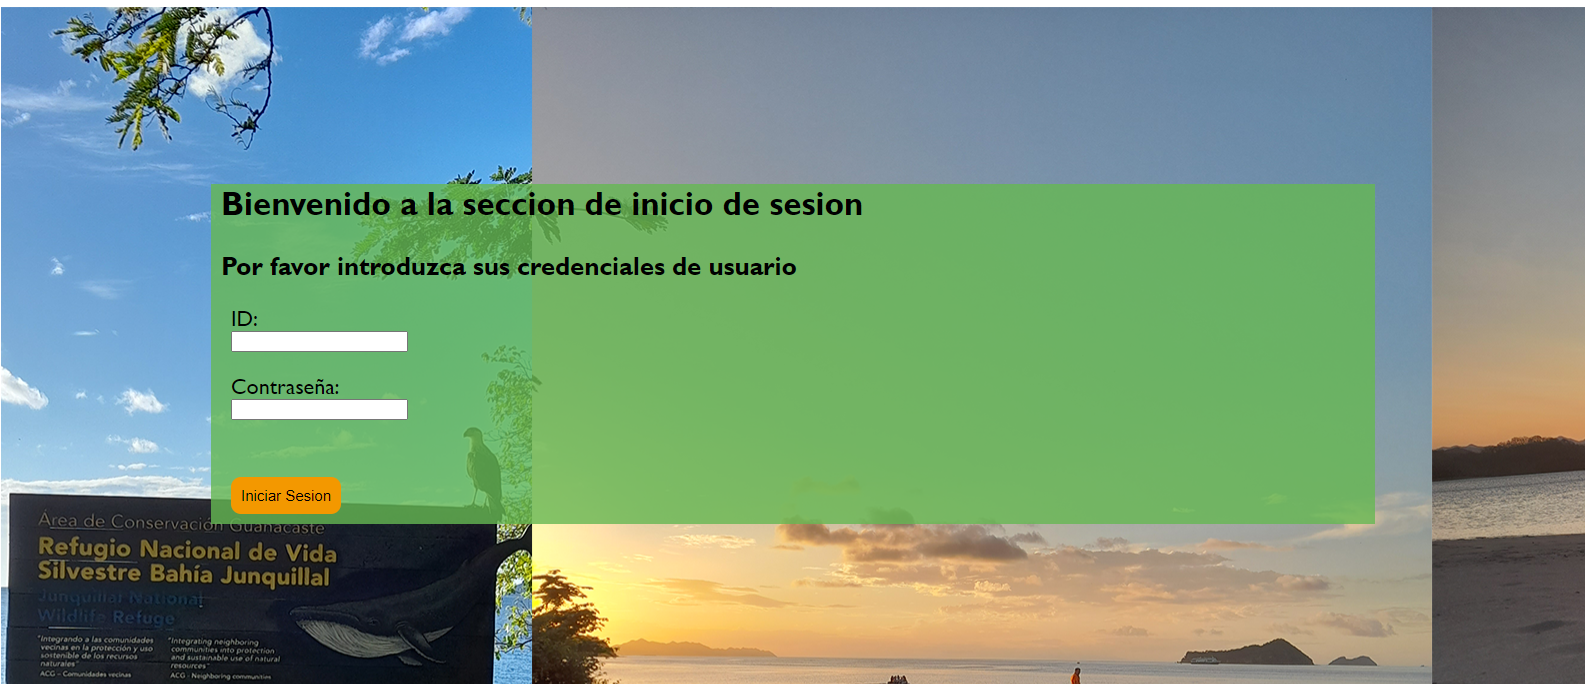 Bienvenido a la seccion de inicio de sesion
Por favor introduzca sus credenciales de usuario
ID:
Contraseña:
Iniciar Sesion
Área de Conservación Guanacaste
Refugio Nacional de Vida
Silvestre Bahía Junquillal
Junquillal National
Wildlife Refuge
"Integrando a las comunidades
vecinas en la protección y uso
sostenible de los recursos
naturales"
ACG - Comunidades vecinas
"Integrating neighboring
communities into protection
and sustainable use of natural
resources"
ACG - Neighboring communities